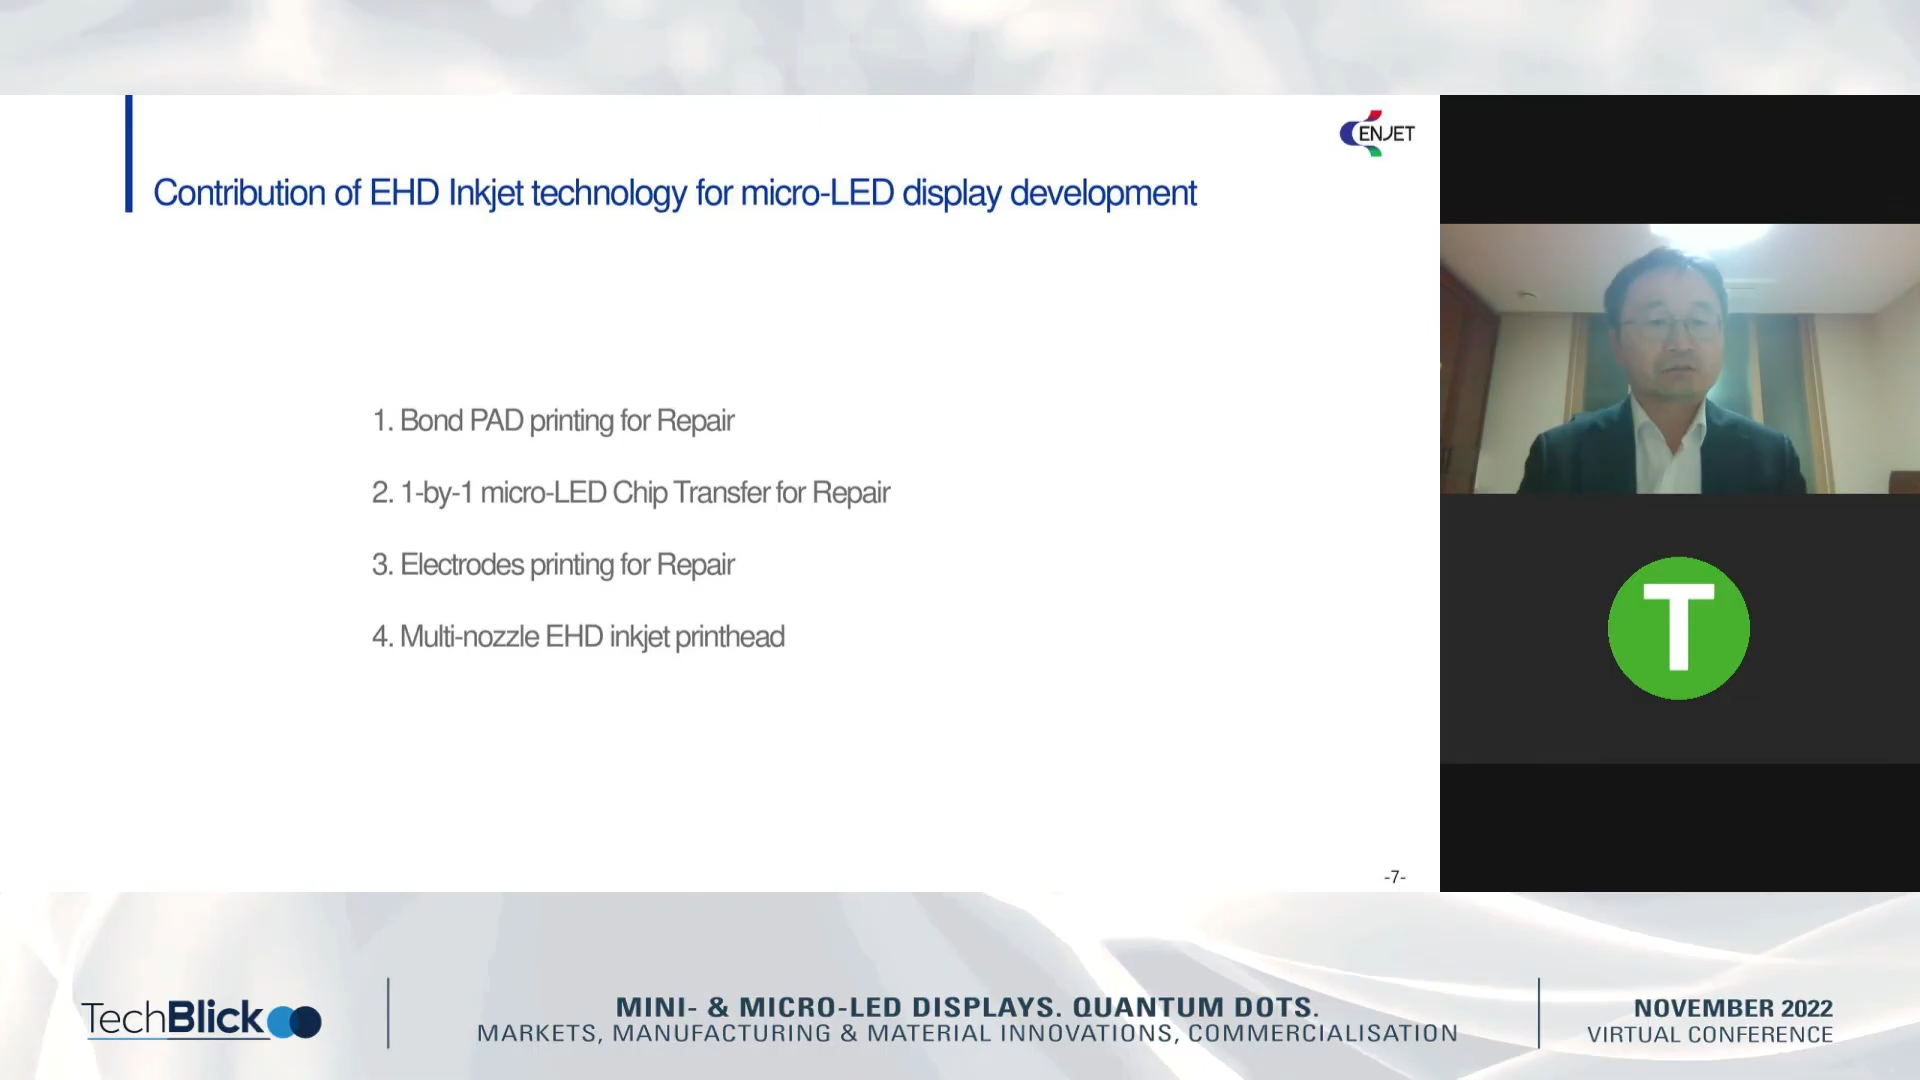 ENJET
Contribution of EHD Inkjet technology for micro-LED display development
1. Bond PAD printing for Repair
2. 1-by-1 micro-LED Chip Transfer for Repair
3. Electrodes printing for Repair
4. Multi-nozzle EHD inkjet printhead
-7-
T
TechBlick
MINI- & MICRO-LED DISPLAYS. QUANTUM DOTS.
MARKETS, MANUFACTURING & MATERIAL INNOVATIONS, COMMERCIALISATION
NOVEMBER 2022
VIRTUAL CONFERENCE